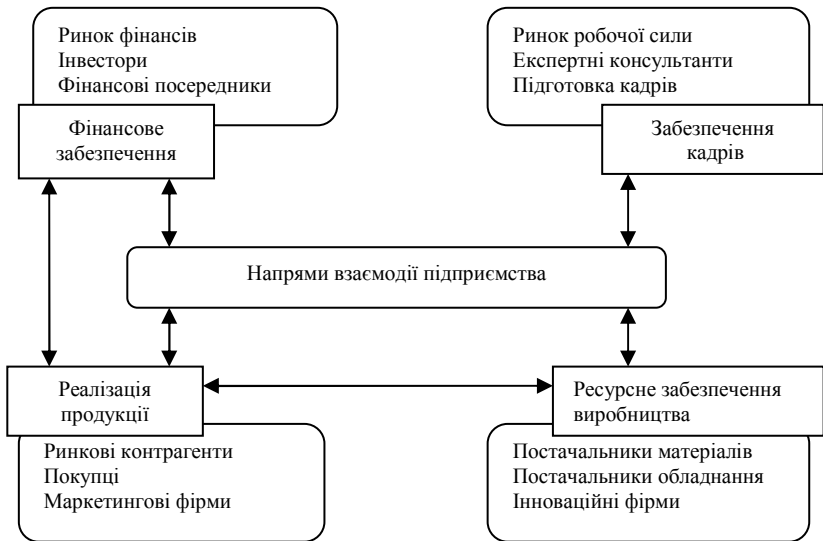 Ринок фінансів
Інвестори
Фінансові посередники
Фінансове
забезпечення
Ринок робочої сили
Експертні консультанти
Підготовка кадрів
Забезпечення
кадрів
Напрями взаємодії підприємства
Реалізація
продукції
Ринкові контрагенти
Покупці
Маркетингові фірми
Ресурсне забезпечення
виробництва
Постачальники матеріалів
Постачальники обладнання
Інноваційні фірми